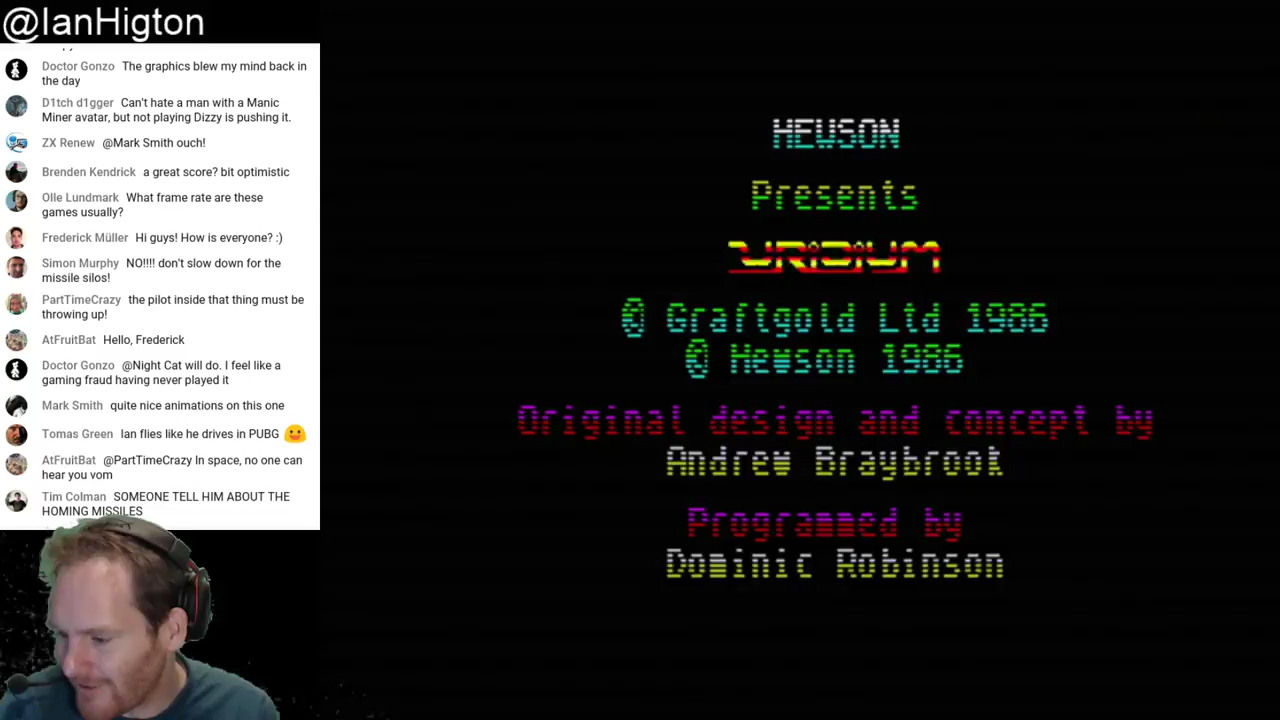 @IanHigton
Doctor Gonzo The graphics blew my mind back in
the day
D1tch d1gger Can't hate a man with a Manic
Miner avatar, but not playing Dizzy is pushing it.
ZX Renew @Mark Smith ouch!
Brenden Kendrick a great score? bit optimistic
Olle Lundmark What frame rate are these
games usually?
Frederick Müller Hi guys! How is everyone? :)
Simon Murphy NO!!!! don't slow down for the
missile silos!
PartTimeCrazy the pilot inside that thing must be
throwing up!
AtFruitBat Hello, Frederick
Doctor Gonzo @Night Cat will do. I feel like a
gaming fraud having never played it
Mark Smith quite nice animations on this one
Tomas Green Ian flies like he drives in PUBG
AtFruitBat @PartTimeCrazy In space, no one can
hear you vom
Tim Colman SOMEONE TELL HIM ABOUT THE
HOMING MISSILES
HEWSON
Presents
URIDIUM
© Graftgold Ltd 1986
© Hewson 1986
Original design and concept by
Andrew Braybrook
Programmed by
Dominic Robinson